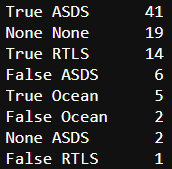 True ASDS 41
None None 19
True RTLS 14
False ASDS 6
True Ocean 5
False Ocean 2
None ASDS 2
False RTLS 1